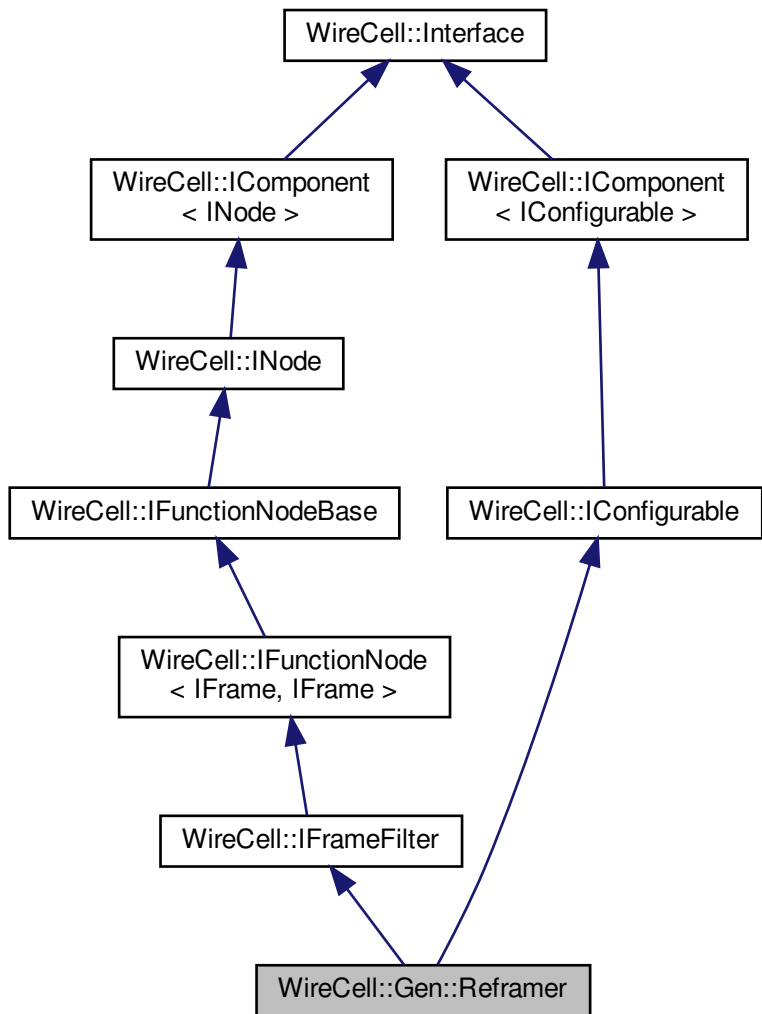 WireCell::Interface
WireCell::IComponent
< INode >
WireCell::IComponent
< IConfigurable >
WireCell::INode
WireCell::IFunctionNodeBase
WireCell::IConfigurable
WireCell::IFunctionNode
< IFrame, IFrame >
WireCell::IFrameFilter
WireCell::Gen::Reframer